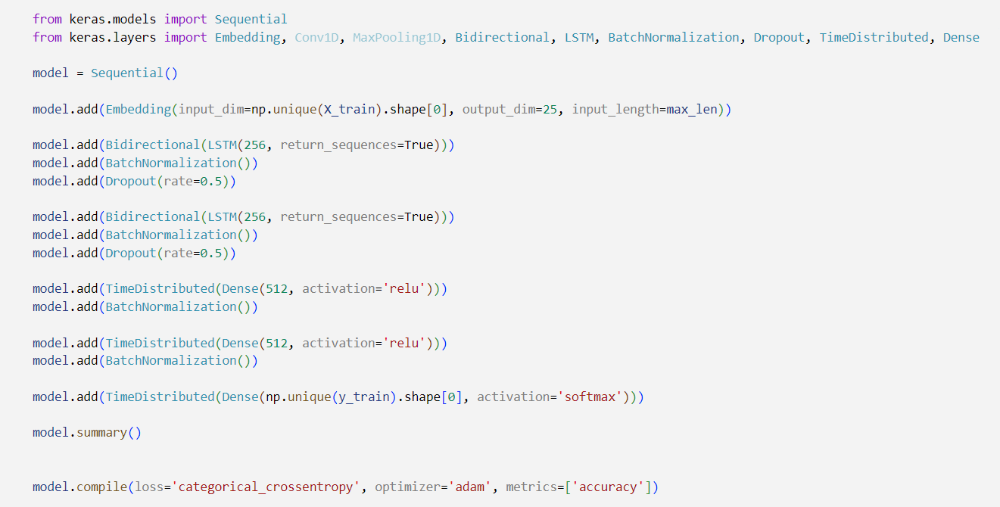 from keras.models import Sequential
from keras.layers import Embedding, Conv1D, MaxPooling1D, Bidirectional, LSTM, BatchNormalization, Dropout, TimeDistributed, Dense
model = Sequential()
model.add(Embedding(input_dim=np.unique(X_train).shape[0], output_dim=25, input_length=max_len))
model.add(Bidirectional(LSTM(256, return_sequences=True)))
model.add(BatchNormalization())
model.add(Dropout(rate=0.5))
model.add(Bidirectional(LSTM(256, return_sequences=True)))
model.add(BatchNormalization())
model.add(Dropout(rate=0.5))
model.add(TimeDistributed(Dense(512, activation='relu')))
model.add(BatchNormalization())
model.add(TimeDistributed(Dense(512, activation='relu')))
model.add(BatchNormalization())
model.add(TimeDistributed(Dense(np.unique(y_train).shape[0], activation='softmax')))
model.summary()
model.compile(loss='categorical_crossentropy', optimizer='adam', metrics=['accuracy'])